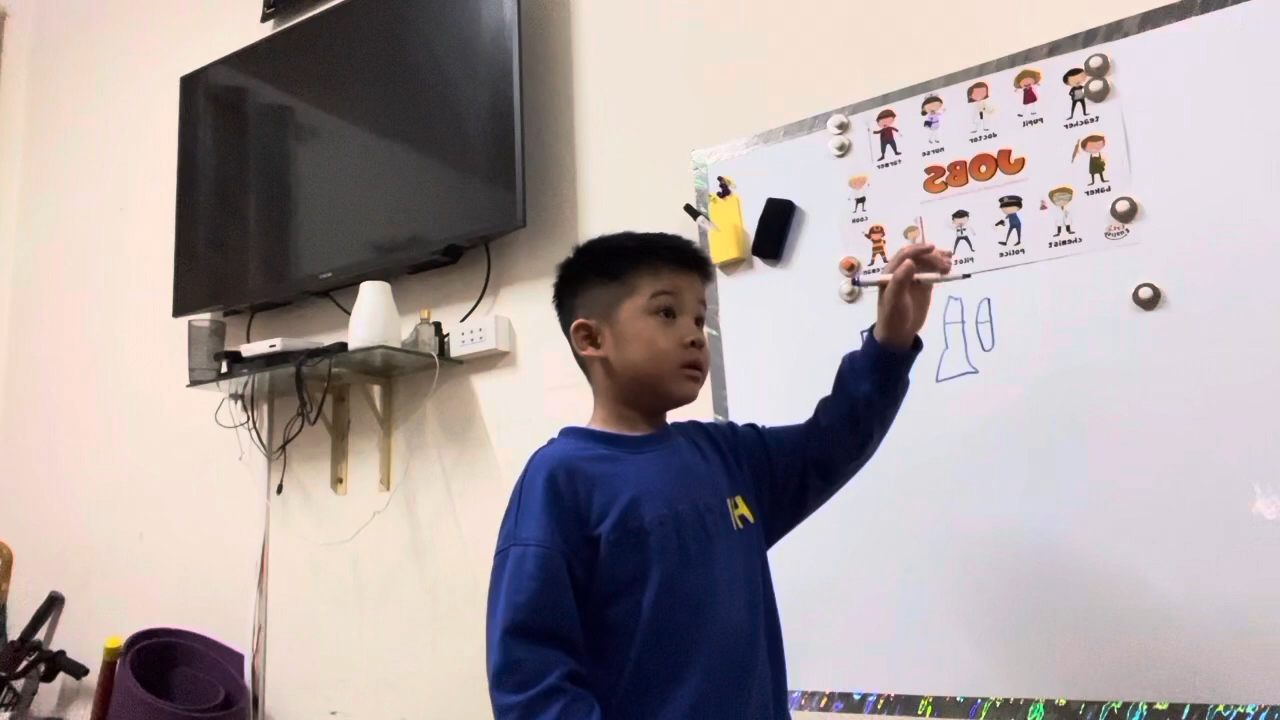 farmer
nurse
doctor
pupil
teacher
JOBS
baker
cook
pilot
police
chemist